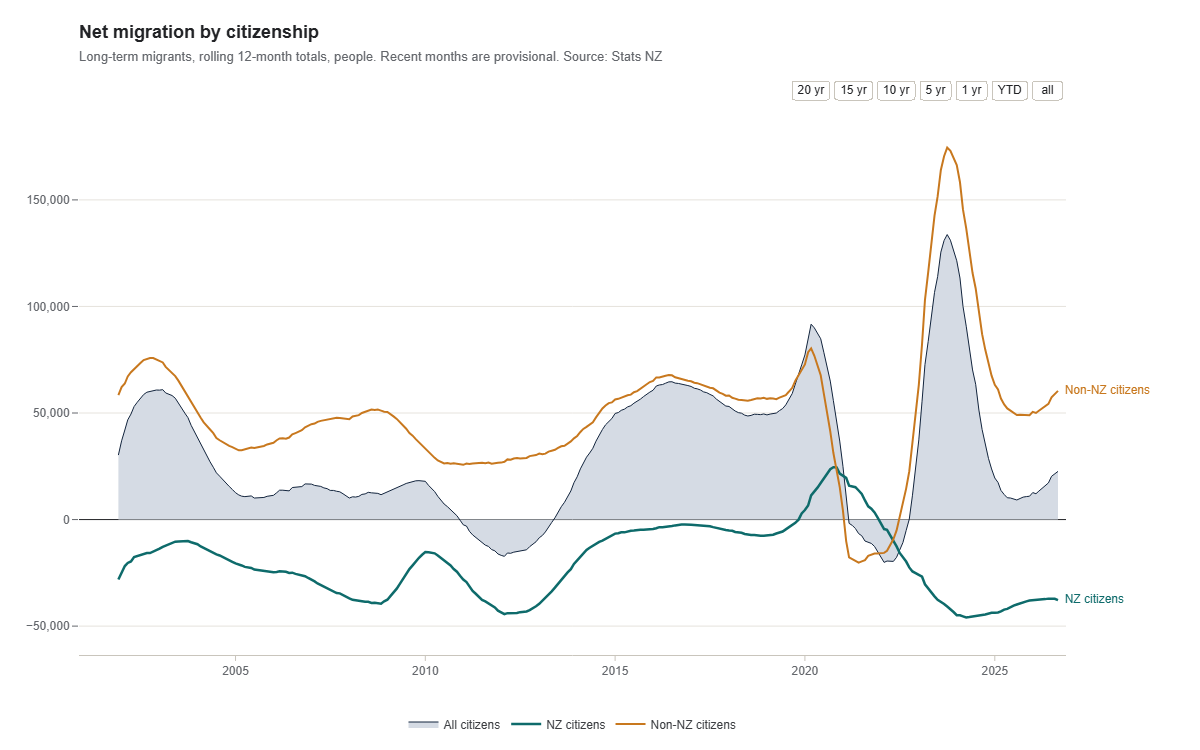 Net migration by citizenship
Long-term migrants, rolling 12-month totals, people. Recent months are provisional. Source: Stats NZ
20 yr 15 yr 10 yr 5 yr 1 yr YTD all
150,000
100,000
50,000
0
−50,000
Non-NZ citizens
NZ citizens
2005 2010 2015 2020 2025
All citizens NZ citizens Non-NZ citizens